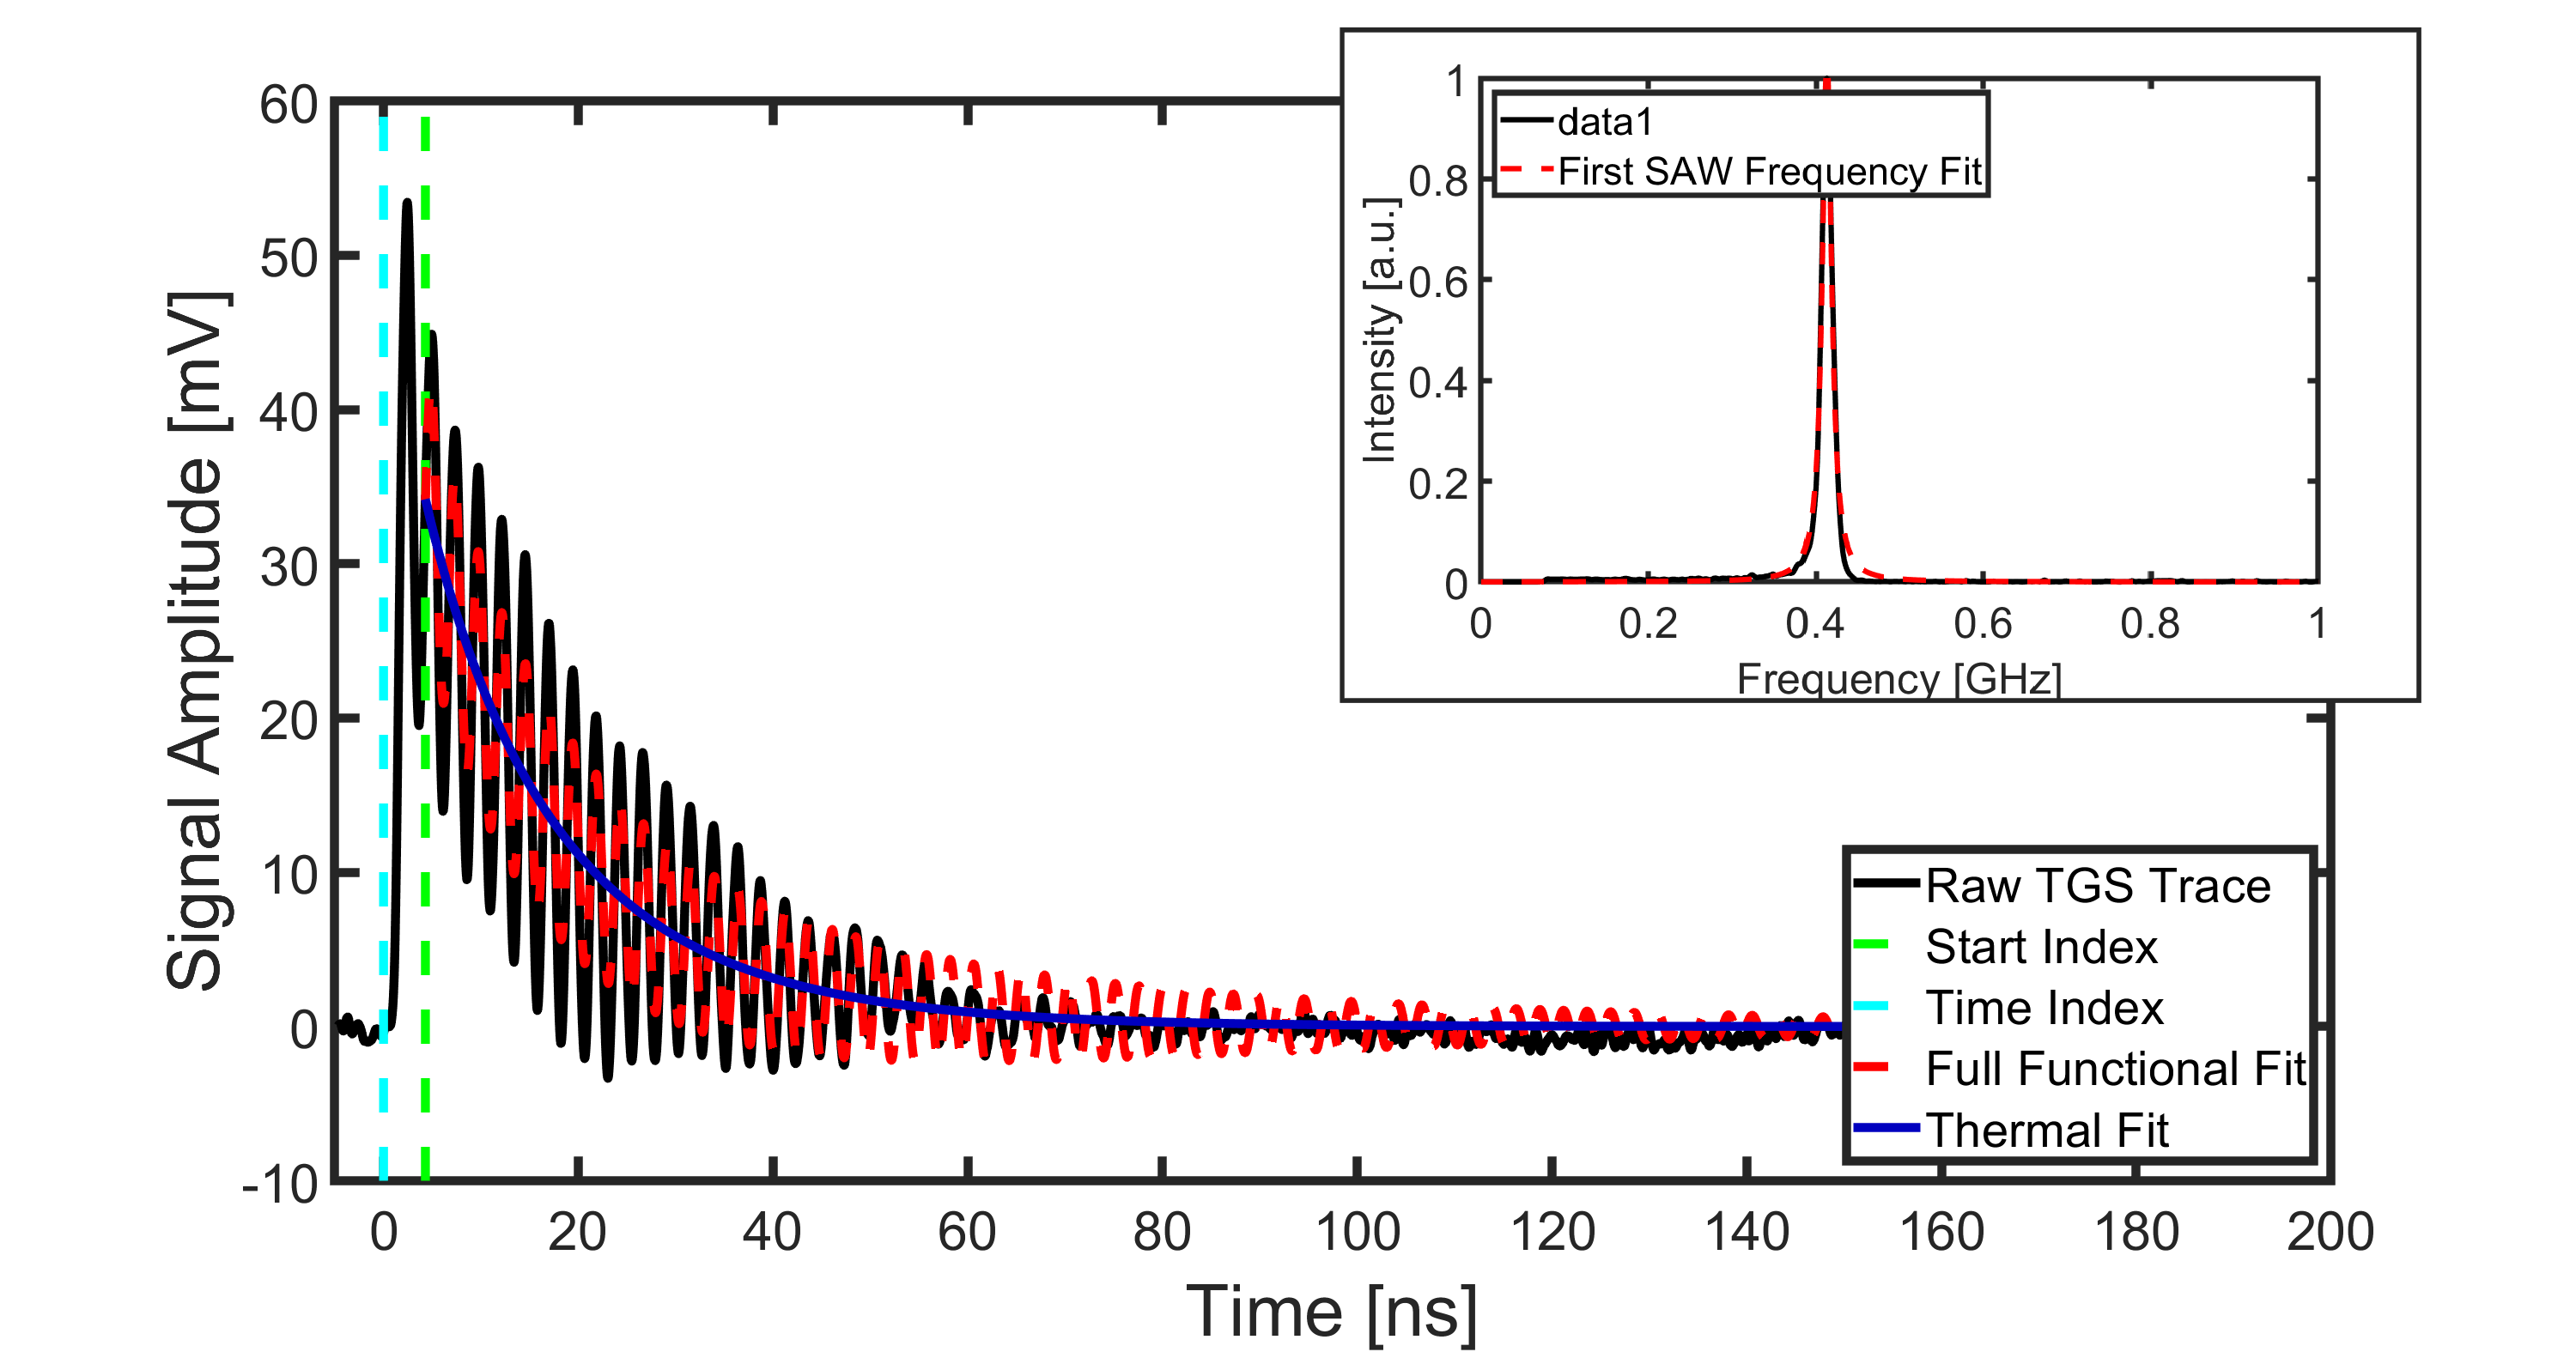 60
50
40
30
20
10
0
-10
Signal Amplitude [mV]
0
20
40
60
80
100
120
140
160
180
200
Time [ns]
1
0.8
0.6
0.4
0.2
0
Intensity [a.u.]
data1
First SAW Frequency Fit
0
0.2
0.4
0.6
0.8
1
Frequency [GHz]
Raw TGS Trace
Start Index
Time Index
Full Functional Fit
Thermal Fit